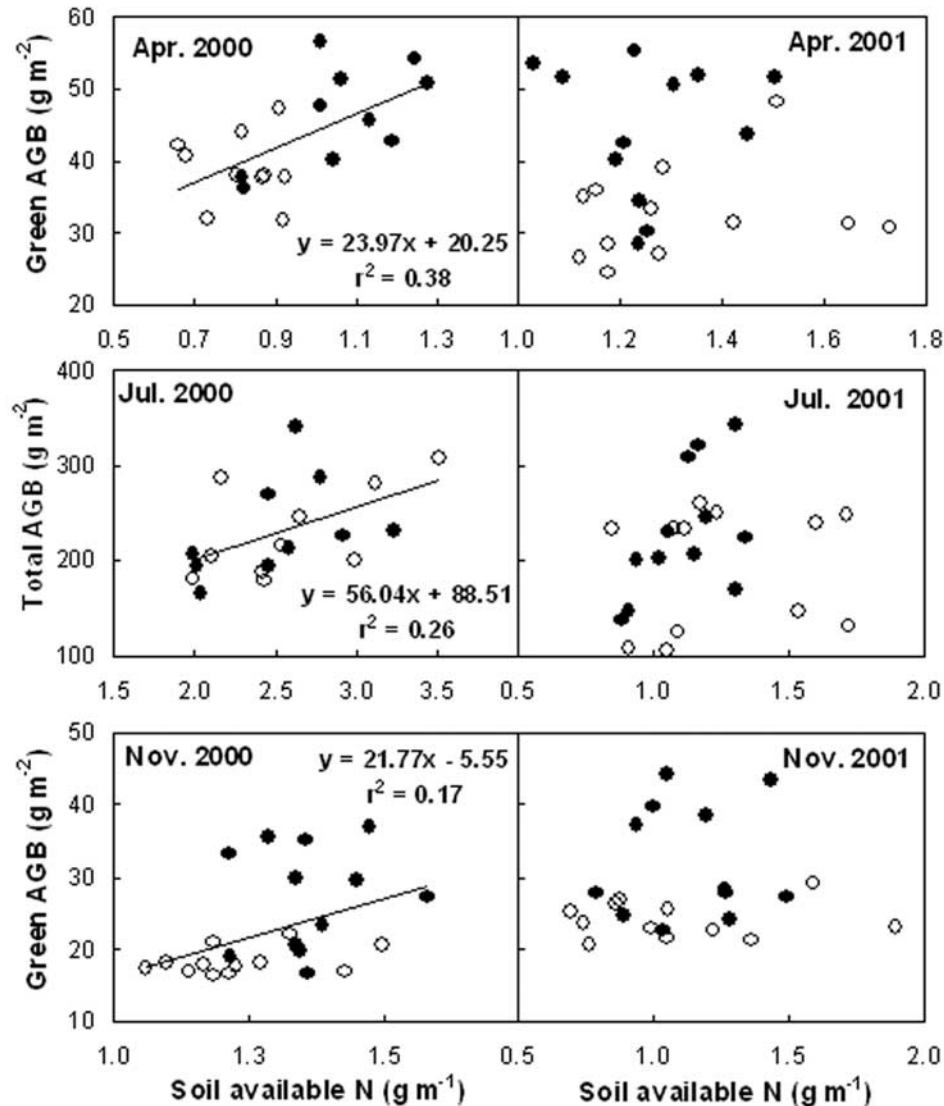 60
50
40
30
20
Green AGB (g m-2)
Apr. 2000
y = 23.97x + 20.25
r2 = 0.38
Apr. 2001
0.5 0.7 0.9 1.1 1.3 1.0 1.2 1.4 1.6 1.8
400
300
200
100
Total AGB (g m-2)
Jul. 2000
y = 56.04x + 88.51
r2 = 0.26
Jul. 2001
1.5 2.0 2.5 3.0 3.5 0.5 1.0 1.5 2.0
50
40
30
20
10
Green AGB (g m-2)
Nov. 2000
y = 21.77x - 5.55
r2 = 0.17
Nov. 2001
1.0 1.3 1.5 0.5 1.0 1.5 2.0
Soil available N (g m-1) Soil available N (g m-1)